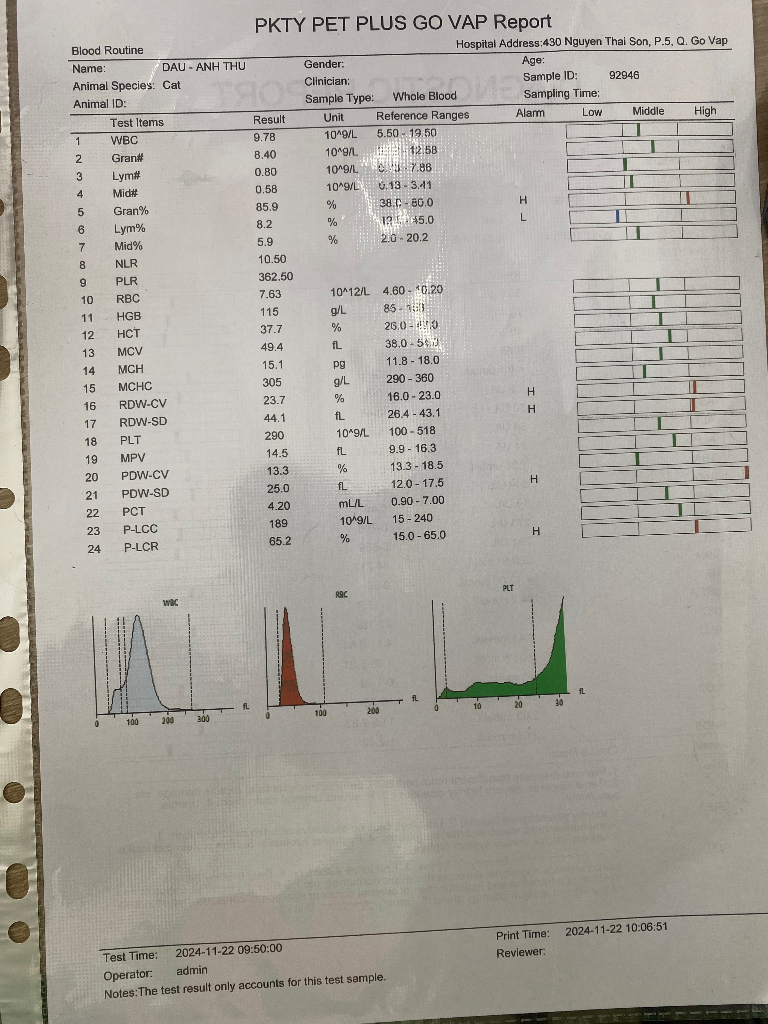 PKTY PET PLUS GO VAP Report
Blood Routine Hospital Address:430 Nguyen Thai Son, P.5, Q. Go Vap
Name: DAU - ANH THU Gender: Age:
Animal Species: Cat Clinician: Sample ID: 92946
Animal ID: Sample Type: Whole Blood Sampling Time:
Test Items Result Unit Reference Ranges Alarm Low Middle High
1 WBC 9.78 10^9/L 5.50 - 19.50
2 Gran# 8.40 10^9/L - 12.58
3 Lym# 0.80 10^9/L - 7.86
4 Mid# 0.58 10^9/L 0.13 - 3.41
5 Gran% 85.9 % 38.0 - 80.0 H
6 Lym% 8.2 % - 45.0 L
7 Mid% 5.9 % 2.0 - 20.2
8 NLR 10.50
9 PLR 362.50
10 RBC 7.63 10^12/L 4.60 - 10.20
11 HGB 115 g/L 85 -
12 HCT 37.7 % 26.0 -
13 MCV 49.4 fL 38.0 -
14 MCH 15.1 pg 11.8 - 18.0
15 MCHC 305 g/L 290 - 360
16 RDW-CV 23.7 % 16.0 - 23.0 H
17 RDW-SD 44.1 fL 26.4 - 43.1 H
18 PLT 290 10^9/L 100 - 518
19 MPV 14.5 fL 9.9 - 16.3
20 PDW-CV 13.3 % 13.3 - 18.5
21 PDW-SD 25.0 fL 12.0 - 17.5 H
22 PCT 4.20 mL/L 0.90 - 7.00
23 P-LCC 189 10^9/L 15 - 240
24 P-LCR 65.2 % 15.0 - 65.0 H
WBC RBC PLT
0 100 200 300 fL 0 100 200 fL 0 10 20 30 fL
Test Time: 2024-11-22 09:50:00 Print Time: 2024-11-22 10:06:51
Operator: admin Reviewer:
Notes:The test result only accounts for this test sample.